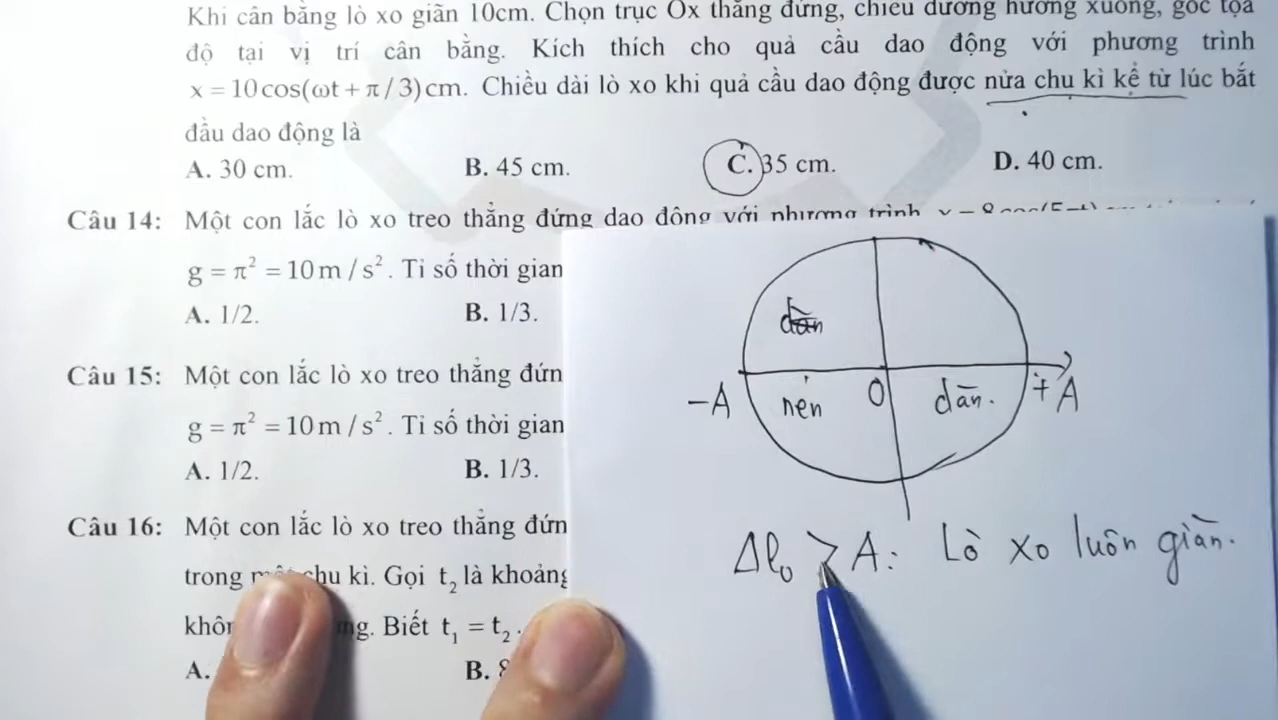 Khi cân bằng lò xo giãn 10cm. Chọn trục Ox thẳng đứng, chiều dương hướng xuống, gốc tọa
độ tại vị trí cân bằng. Kích thích cho quả cầu dao động với phương trình
x = 10cos(ωt + π/3)cm. Chiều dài lò xo khi quả cầu dao động được nửa chu kì kể từ lúc bắt
đầu dao động là
A. 30 cm. B. 45 cm. C. 35 cm. D. 40 cm.
Câu 14: Một con lắc lò xo treo thẳng đứng dao động với phương trình
g = π² = 10 m/s². Tỉ số thời gian
A. 1/2. B. 1/3.
Câu 15: Một con lắc lò xo treo thẳng đứn
g = π² = 10 m/s². Tỉ số thời gian
A. 1/2. B. 1/3.
Câu 16: Một con lắc lò xo treo thẳng đứn
trong chu kì. Gọi t₂ là khoảng
Biết t₁ = t₂.
A. B.
nén O dãn.
-A +A
Δl₀ > A: Lò xo luôn giãn.